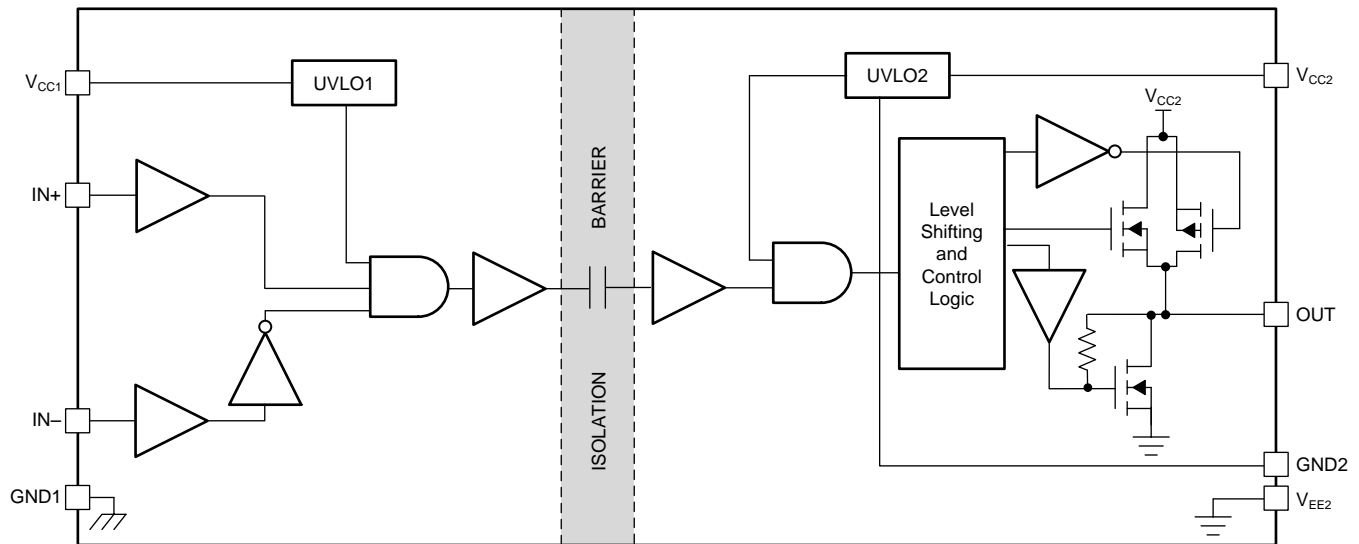 UVLO1
UVLO2
VCC1
VCC2
VCC2
IN+
BARRIER
Level
Shifting
and
Control
Logic
OUT
IN–
ISOLATION
GND2
GND1
VEE2